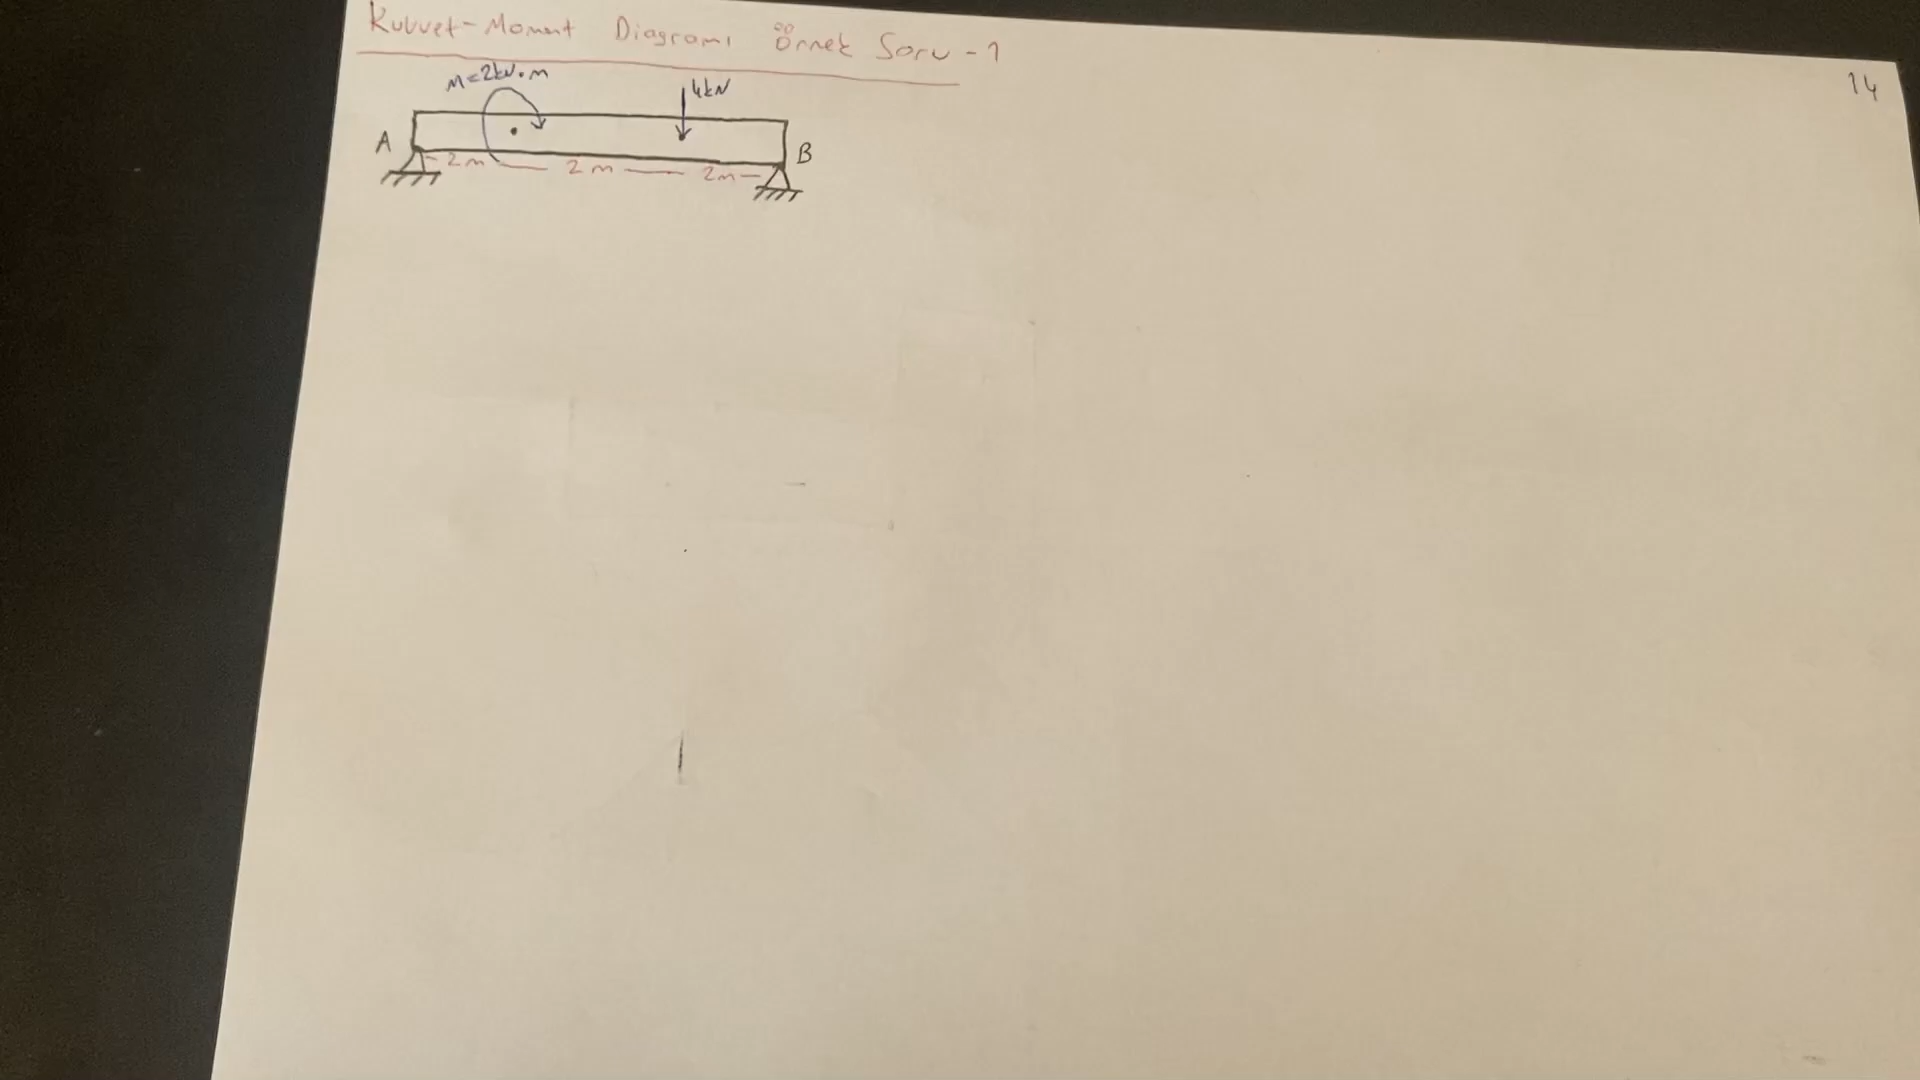 Kuvvet-Moment Diagramı Örnek Soru-1
14
M=2kN.m
4kN
A
B
2m
2m
2m